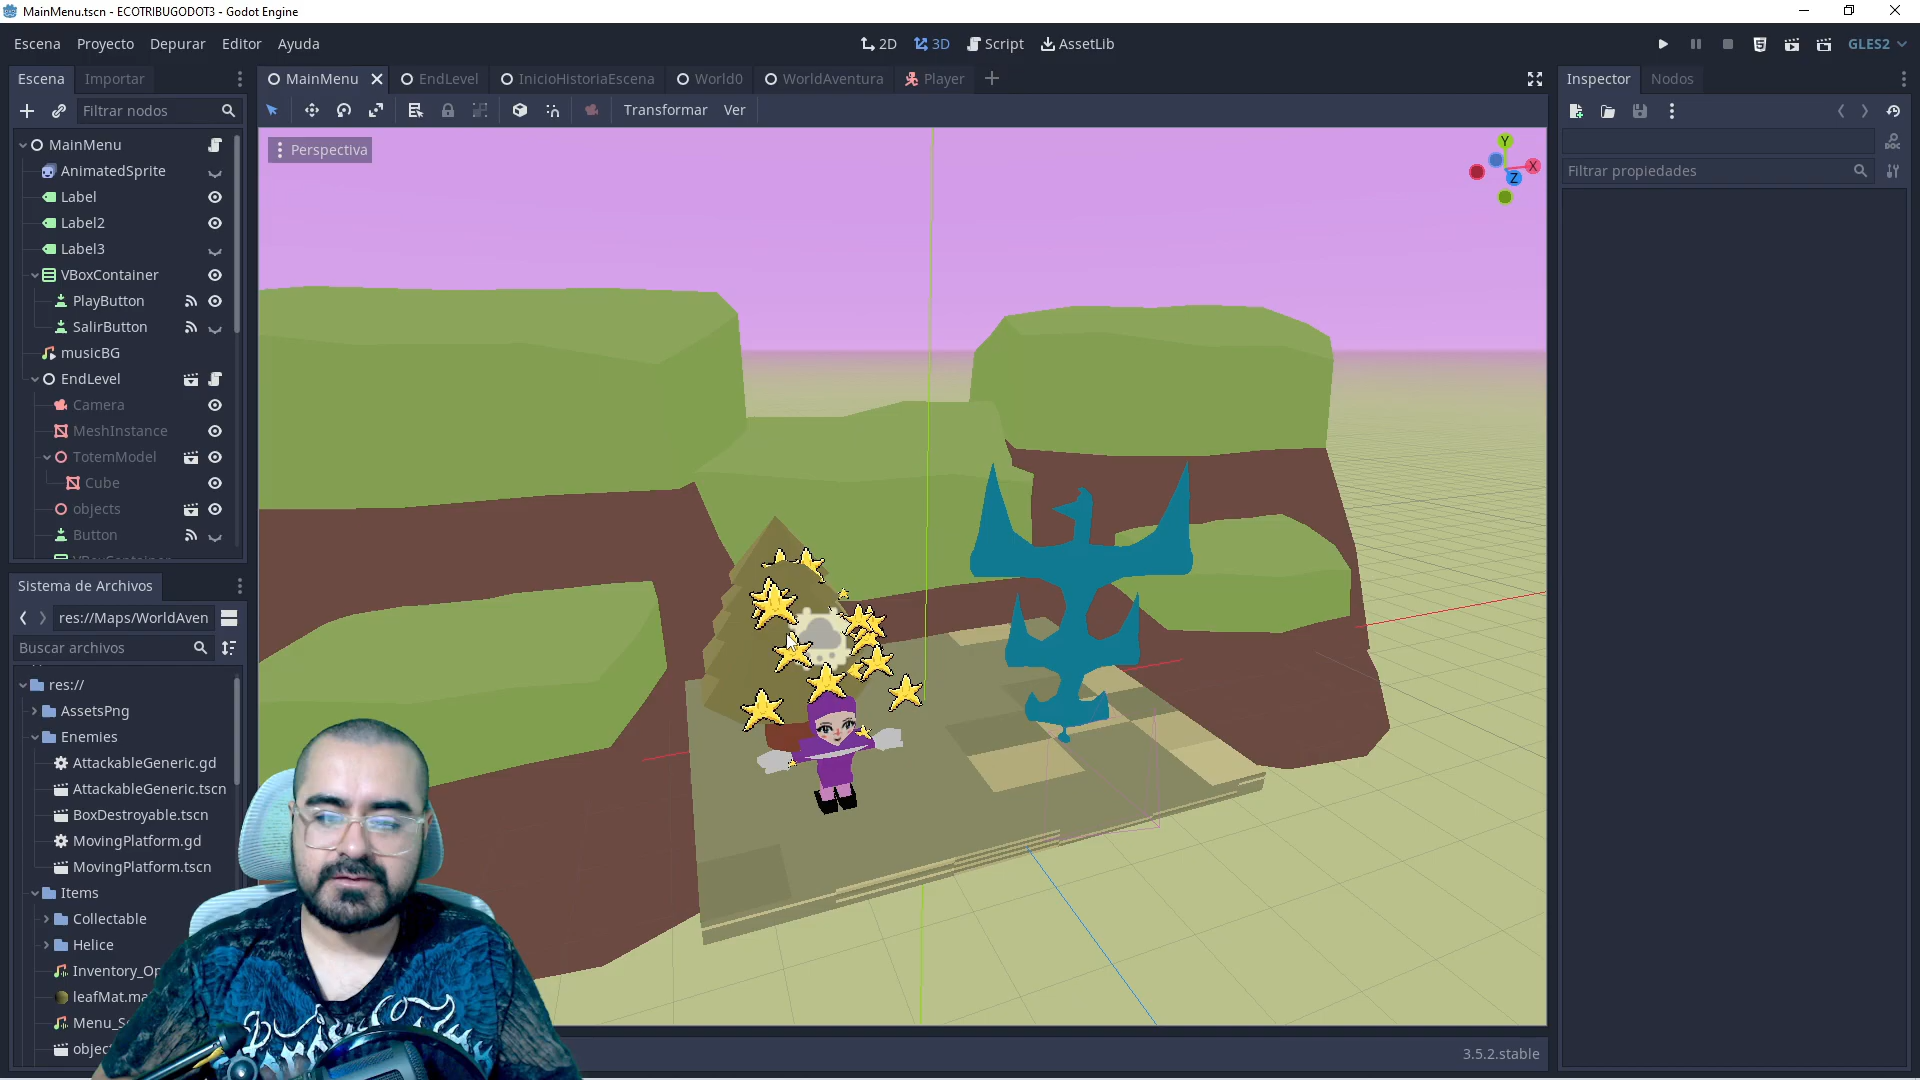 MainMenu.tscn - ECOTRIBUGODOT3 - Godot Engine
Escena Proyecto Depurar Editor Ayuda
2D 3D Script AssetLib
GLES2
Escena Importar
MainMenu EndLevel InicioHistoriaEscena World0 WorldAventura Player
Inspector Nodos
Filtrar nodos
Transformar Ver
Perspectiva
Y
X
Z
Filtrar propiedades
MainMenu
AnimatedSprite
Label
Label2
Label3
VBoxContainer
PlayButton
SalirButton
musicBG
EndLevel
Camera
MeshInstance
TotemModel
Cube
objects
Button
VBoxContainer
Sistema de Archivos
res://Maps/WorldAven
Buscar archivos
res://
AssetsPng
Enemies
AttackableGeneric.gd
AttackableGeneric.tscn
BoxDestroyable.tscn
MovingPlatform.gd
MovingPlatform.tscn
Items
Collectable
Helice
Inventory_Op
leafMat.ma
Menu_Se
objec
3.5.2.stable